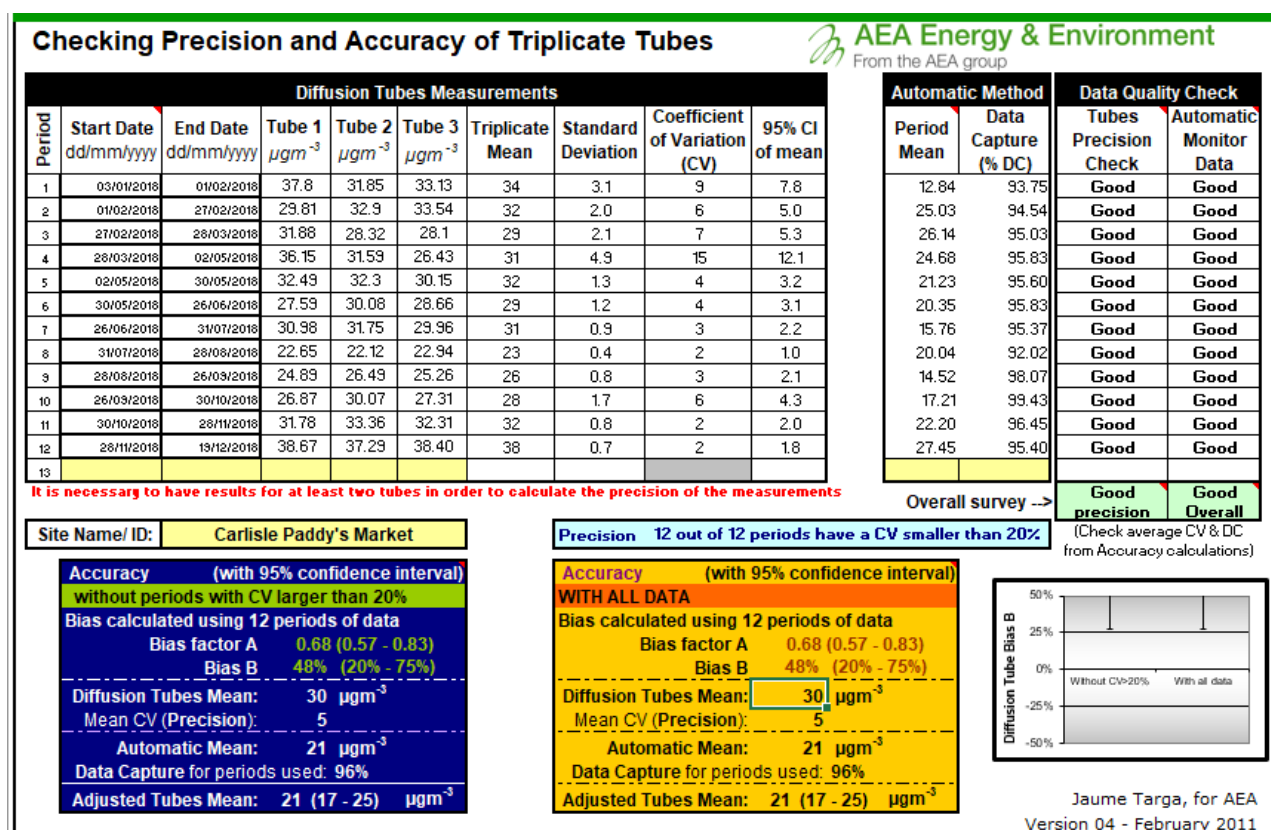 Checking Precision and Accuracy of Triplicate Tubes
AEA Energy & Environment
From the AEA group
Diffusion Tubes Measurements
Automatic Method
Data Quality Check
Period Start Date dd/mm/yyyy End Date dd/mm/yyyy Tube 1 µgm-3 Tube 2 µgm-3 Tube 3 µgm-3 Triplicate Mean Standard Deviation Coefficient of Variation (CV) 95% CI of mean Period Mean Data Capture (% DC) Tubes Precision Check Automatic Monitor Data
1 03/01/2018 01/02/2018 37.8 31.85 33.13 34 3.1 9 7.8 12.84 93.75 Good Good
2 01/02/2018 27/02/2018 29.81 32.9 33.54 32 2.0 6 5.0 25.03 94.54 Good Good
3 27/02/2018 28/03/2018 31.88 28.32 28.1 29 2.1 7 5.3 26.14 95.03 Good Good
4 28/03/2018 02/05/2018 36.15 31.59 26.43 31 4.9 15 12.1 24.68 95.83 Good Good
5 02/05/2018 30/05/2018 32.49 32.3 30.15 32 1.3 4 3.2 21.23 95.60 Good Good
6 30/05/2018 26/06/2018 27.59 30.08 28.66 29 1.2 4 3.1 20.35 95.83 Good Good
7 26/06/2018 31/07/2018 30.98 31.75 29.96 31 0.9 3 2.2 15.76 95.37 Good Good
8 31/07/2018 28/08/2018 22.65 22.12 22.94 23 0.4 2 1.0 20.04 92.02 Good Good
9 28/08/2018 26/09/2018 24.89 26.49 25.26 26 0.8 3 2.1 14.52 98.07 Good Good
10 26/09/2018 30/10/2018 26.87 30.07 27.31 28 1.7 6 4.3 17.21 99.43 Good Good
11 30/10/2018 28/11/2018 31.78 33.36 32.31 32 0.8 2 2.0 22.20 96.45 Good Good
12 28/11/2018 19/12/2018 38.67 37.29 38.40 38 0.7 2 1.8 27.45 95.40 Good Good
13
It is necessary to have results for at least two tubes in order to calculate the precision of the measurements
Overall survey --> Good precision Good Overall
(Check average CV & DC
from Accuracy calculations)
Site Name/ ID: Carlisle Paddy's Market
Precision 12 out of 12 periods have a CV smaller than 20%
Accuracy (with 95% confidence interval)
without periods with CV larger than 20%
Bias calculated using 12 periods of data
Bias factor A 0.68 (0.57 - 0.83)
Bias B 48% (20% - 75%)
Diffusion Tubes Mean: 30 µgm-3
Mean CV (Precision): 5
Automatic Mean: 21 µgm-3
Data Capture for periods used: 96%
Adjusted Tubes Mean: 21 (17 - 25) µgm-3
Accuracy (with 95% confidence interval)
WITH ALL DATA
Bias calculated using 12 periods of data
Bias factor A 0.68 (0.57 - 0.83)
Bias B 48% (20% - 75%)
Diffusion Tubes Mean: 30 µgm-3
Mean CV (Precision): 5
Automatic Mean: 21 µgm-3
Data Capture for periods used: 96%
Adjusted Tubes Mean: 21 (17 - 25) µgm-3
Diffusion Tube Bias B
50%
25%
0%
-25%
-50%
Without CV>20% With all data
Jaume Targa, for AEA
Version 04 - February 2011